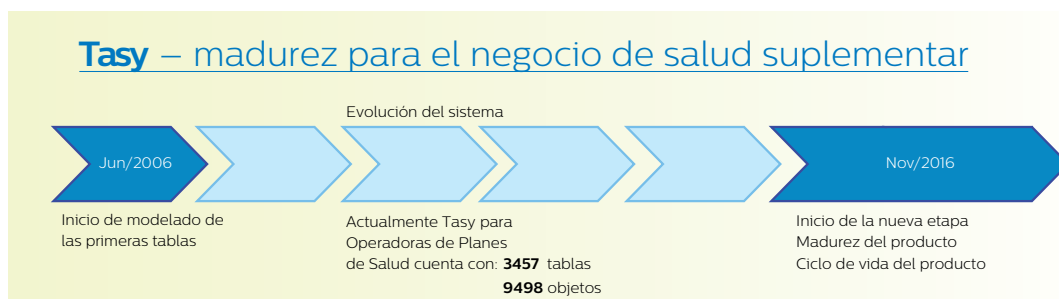 Tasy – madurez para el negocio de salud suplementar
Evolución del sistema
Jun/2006
Nov/2016
Inicio de modelado de
las primeras tablas
Actualmente Tasy para
Operadoras de Planes
de Salud cuenta con: 3457 tablas
9498 objetos
Inicio de la nueva etapa
Madurez del producto
Ciclo de vida del producto